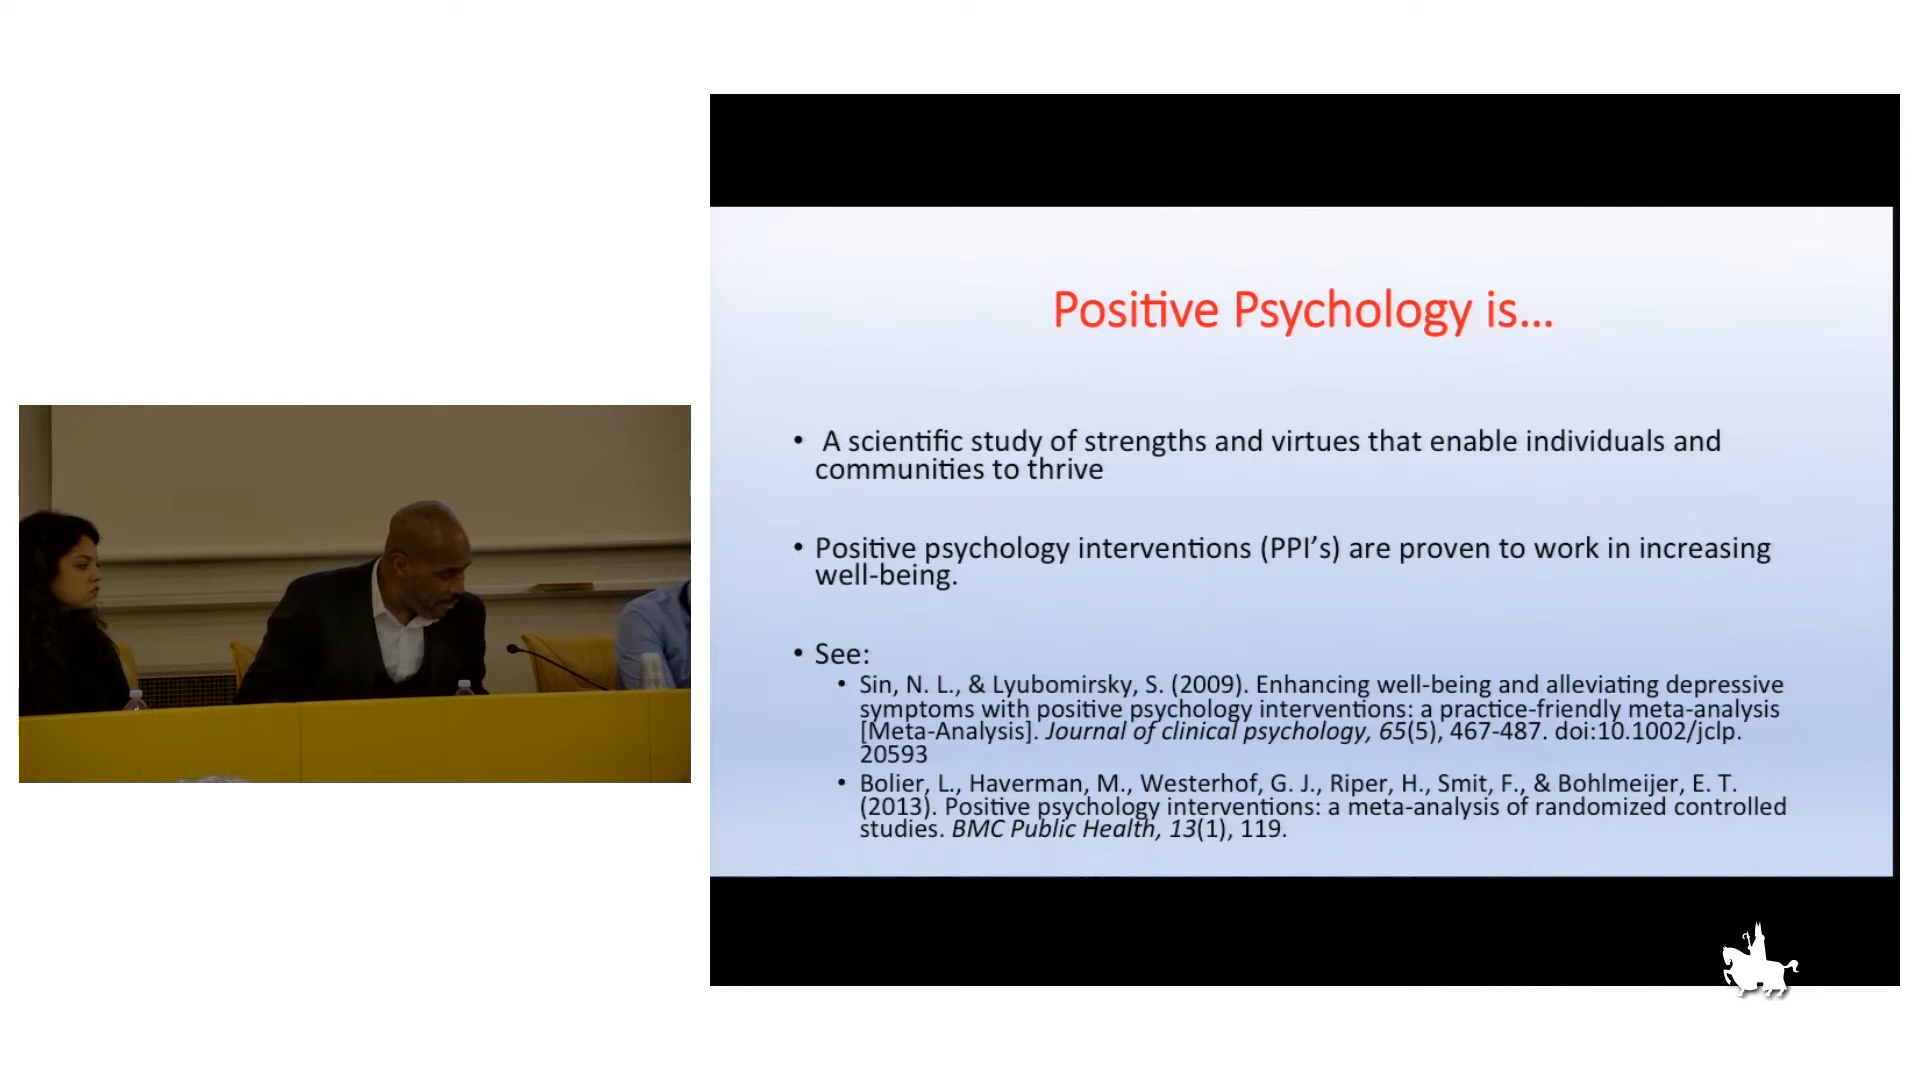 Positive Psychology is...
• A scientific study of strengths and virtues that enable individuals and
communities to thrive
• Positive psychology interventions (PPI's) are proven to work in increasing
well-being.
• See:
• Sin, N. L., & Lyubomirsky, S. (2009). Enhancing well-being and alleviating depressive
symptoms with positive psychology interventions: a practice-friendly meta-analysis
[Meta-Analysis]. Journal of clinical psychology, 65(5), 467-487. doi:10.1002/jclp.
20593
• Bolier, L., Haverman, M., Westerhof, G. J., Riper, H., Smit, F., & Bohlmeijer, E. T.
(2013). Positive psychology interventions: a meta-analysis of randomized controlled
studies. BMC Public Health, 13(1), 119.